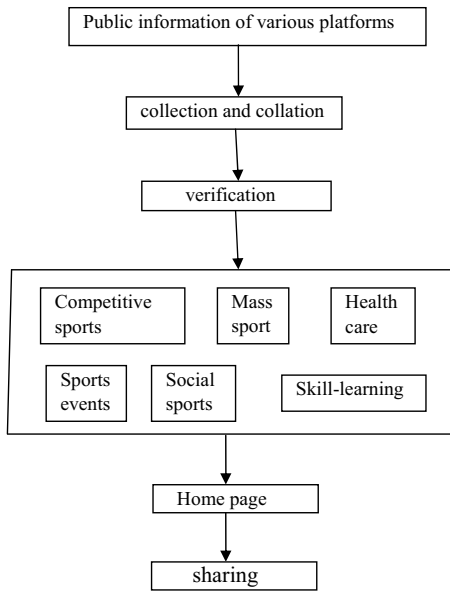 Public information of various platforms
collection and collation
verification
Competitive
sports
Mass
sport
Health
care
Sports
events
Social
sports
Skill-learning
Home page
sharing